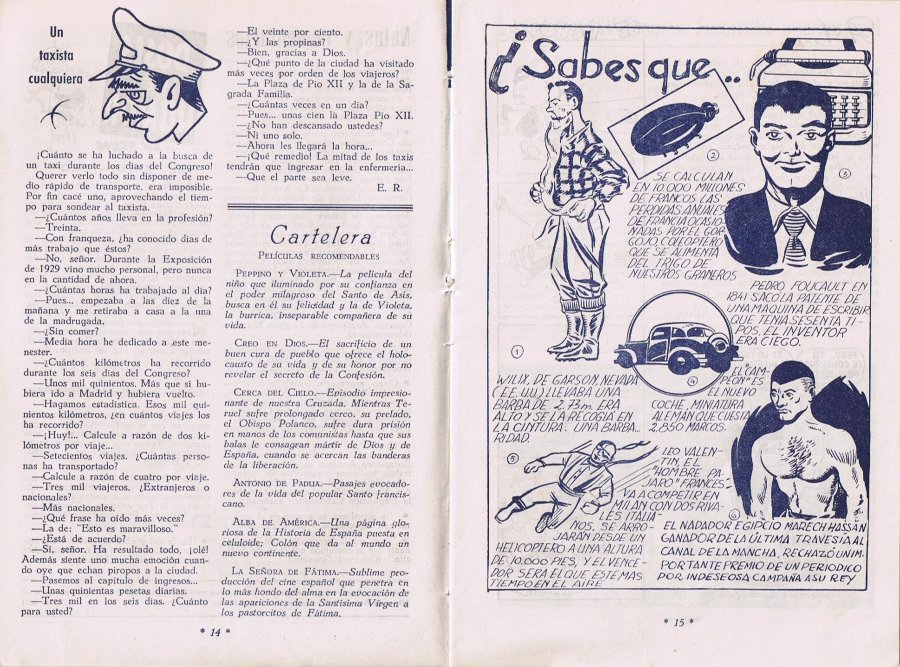 Un
taxista
cualquiera
¡Cuánto se ha luchado a la busca de
un taxi durante los dias del Congreso!
Querer verlo todo sin disponer de me-
dio rápido de transporte, era imposible.
Por fin cacé uno, aprovechando el tiem-
po para sondear al taxista.
—¿Cuántos años lleva en la profesión?
—Treinta.
—Con franqueza, ¿ha conocido dias de
más trabajo que éstos?
—No, señor. Durante la Exposición
de 1929 vino mucho personal, pero nunca
en la cantidad de ahora.
—¿Cuántas horas ha trabajado al día?
—Pues... empezaba a las diez de la
mañana y me retiraba a casa a la una
de la madrugada.
—¿Sin comer?
—Media hora he dedicado a este me-
nester.
—¿Cuántos kilómetros ha recorrido
durante los seis días del Congreso?
—Unos mil quinientos. Más que si hu-
biera ido a Madrid y hubiera vuelto.
—Hagamos estadística. Esos mil qui-
nientos kilómetros, ¿en cuántos viajes los
ha recorrido?
—¡Huy!... Calcule a razón de dos ki-
lómetros por viaje...
—Setecientos viajes. ¿Cuántas perso-
nas ha transportado?
—Calcule a razón de cuatro por viaje.
—Tres mil viajeros. ¿Extranjeros o
nacionales?
—Más nacionales.
—¿Qué frase ha oído más veces?
—La de: "Esto es maravilloso."
—¿Está de acuerdo?
—Si, señor. Ha resultado todo, ¡olé!
Además siente uno mucha emoción cuan-
do oye que echan piropos a la ciudad.
—Pasemos al capítulo de ingresos...
—Unas quinientas pesetas diarias.
—Tres mil en los seis días. ¿Cuánto
para usted?
—El veinte por ciento.
—¿Y las propinas?
—Bien, gracias a Dios.
—¿Qué punto de la ciudad ha visitado
más veces por orden de los viajeros?
—La Plaza de Pio XII y la de la Sa-
grada Familia.
—¿Cuántas veces en un día?
—Pues... unas cien la Plaza Pio XII.
—¿No han descansado ustedes?
—Ni uno solo.
—Ahora les llegará la hora...
—¡Qué remedio! La mitad de los taxis
tendrán que ingresar en la enfermería...
—Que el parte sea leve.
E. R.
Cartelera
PELÍCULAS RECOMENDABLES
PEPPINO Y VIOLETA.—La película del
niño que iluminado por su confianza en
el poder milagroso del Santo de Asis,
busca en él su felicidad y la de Violeta,
la burrica, inseparable compañera de su
vida.
CREO EN DIOS.—El sacrificio de un
buen cura de pueblo que ofrece el holo-
causto de su vida y de su honor por no
revelar el secreto de la Confesión.
CERCA DEL CIELO.—Episodio impresio-
nante de nuestra Cruzada. Mientras Te-
ruel sufre prolongado cerco, su prelado,
el Obispo Polanco, sufre dura prisión
en manos de los comunistas hasta que sus
balas le consagran mártir de Dios y de
España, cuando se acercan las banderas
de la liberación.
ANTONIO DE PADUA.—Pasajes evocado-
res de la vida del popular Santo francis-
cano.
ALBA DE AMÉRICA.—Una página glo-
riosa de la Historia de España puesta en
celuloide; Colón que da al mundo un
nuevo continente.
LA SEÑORA DE FÁTIMA.—Sublime pro-
ducción del cine español que penetra en
lo más hondo del alma en la evocación de
las apariciones de la Santísima Virgen a
los pastorcitos de Fátima.
* 14 *
¿Sabes que...
2
SE CALCULAN
EN 10.000 MILLONES
DE FRANCOS LAS
PERDIDAS ANUALES
DE FRANCIA OCASIO-
NADAS POR EL GOR-
GOJO, COLEOPTERO
QUE SE ALIMENTA
DEL TRIGO DE
NUESTROS GRANEROS
3
PEDRO FOUCAULT EN
1841 SACO LA PATENTE DE
UNA MAQUINA DE ESCRIBIR
QUE TENIA SESENTA TI-
POS. EL INVENTOR
ERA CIEGO.
1
WILIX, DE GARSON, NEVADA
(EE.UU.) LLEVABA UNA
BARBA DE 2,73 m. ERA
ALTO Y SE LA RECOGIA EN
LA CINTURA. UNA BARBA..
RIDAD.
4
EL "CAM-
PEON" ES
EL NUEVO
COCHE, MINIATURA
ALEMAN QUE CUESTA
2.850 MARCOS.
5
LEO VALEN-
TIN, EL
"HOMBRE PA-
JARO" FRANCES,
VA A COMPETIR EN
MILAN CON DOS RIVA-
LES ITALIA-
NOS, SE ARRO-
JARAN DESDE UN
HELICOPTERO A UNA ALTURA
DE 10.000 PIES, Y EL VENCE-
DOR SERA EL QUE ESTE MAS
TIEMPO EN EL AIRE
6
EL NADADOR EGIPCIO MARECH HASSAN
GANADOR DE LA ÚLTIMA TRAVESIA AL
CANAL DE LA MANCHA, RECHAZÓ UN IM-
PORTANTE PREMIO DE UN PERIODICO
POR INDESEOSA CAMPAÑA A SU REY
* 15 *